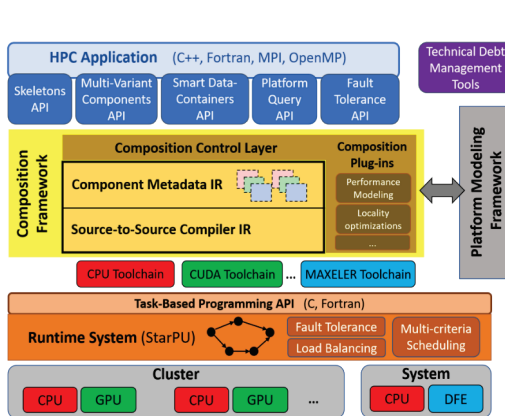 HPC Application (C++, Fortran, MPI, OpenMP)
Technical Debt
Management
Tools
Skeletons
API
Multi-Variant
Components
API
Smart Data-
Containers
API
Platform
Query
API
Fault
Tolerance
API
Composition
Framework
Composition Control Layer
Component Metadata IR
Source-to-Source Compiler IR
Composition
Plug-ins
Performance
Modeling
Locality
optimizations
...
Platform Modeling
Framework
CPU Toolchain
CUDA Toolchain
...
MAXELER Toolchain
Task-Based Programming API (C, Fortran)
Runtime System (StarPU)
Fault Tolerance
Load Balancing
Multi-criteria
Scheduling
Cluster
CPU
GPU
CPU
GPU
...
System
CPU
DFE